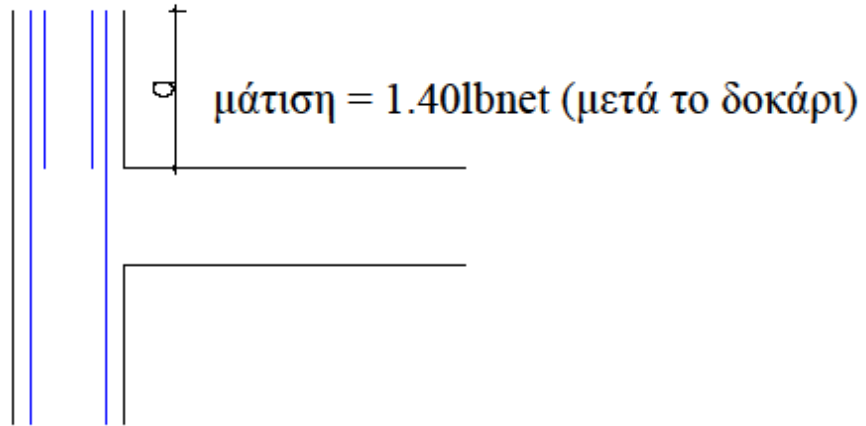 a
μάτιση = 1.40lbnet (μετά το δοκάρι)